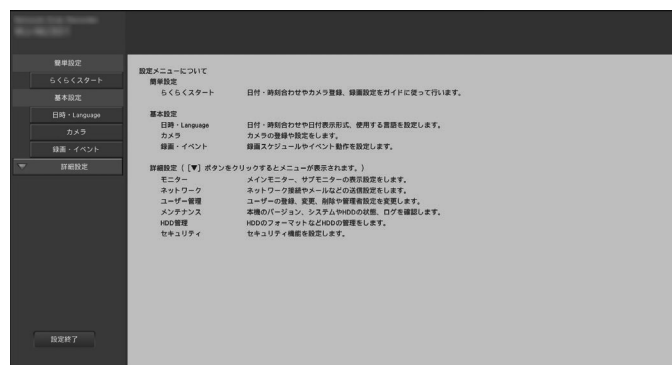 簡単設定
らくらくスタート
基本設定
日時・Language
カメラ
録画・イベント
▼ 詳細設定
設定終了
設定メニューについて
簡単設定
らくらくスタート 日付・時刻合わせやカメラ登録、録画設定をガイドに従って行います。
基本設定
日時・Language 日付・時刻合わせや日付表示形式、使用する言語を設定します。
カメラ カメラの登録や設定をします。
録画・イベント 録画スケジュールやイベント動作を設定します。
詳細設定（［▼］ボタンをクリックするとメニューが表示されます。）
モニター メインモニター、サブモニターの表示設定をします。
ネットワーク ネットワーク接続やメールなどの送信設定をします。
ユーザー管理 ユーザーの登録、変更、削除や管理者設定を変更します。
メンテナンス 本機のバージョン、システムやHDDの状態、ログを確認します。
HDD管理 HDDのフォーマットなどHDDの管理をします。
セキュリティ セキュリティ機能を設定します。